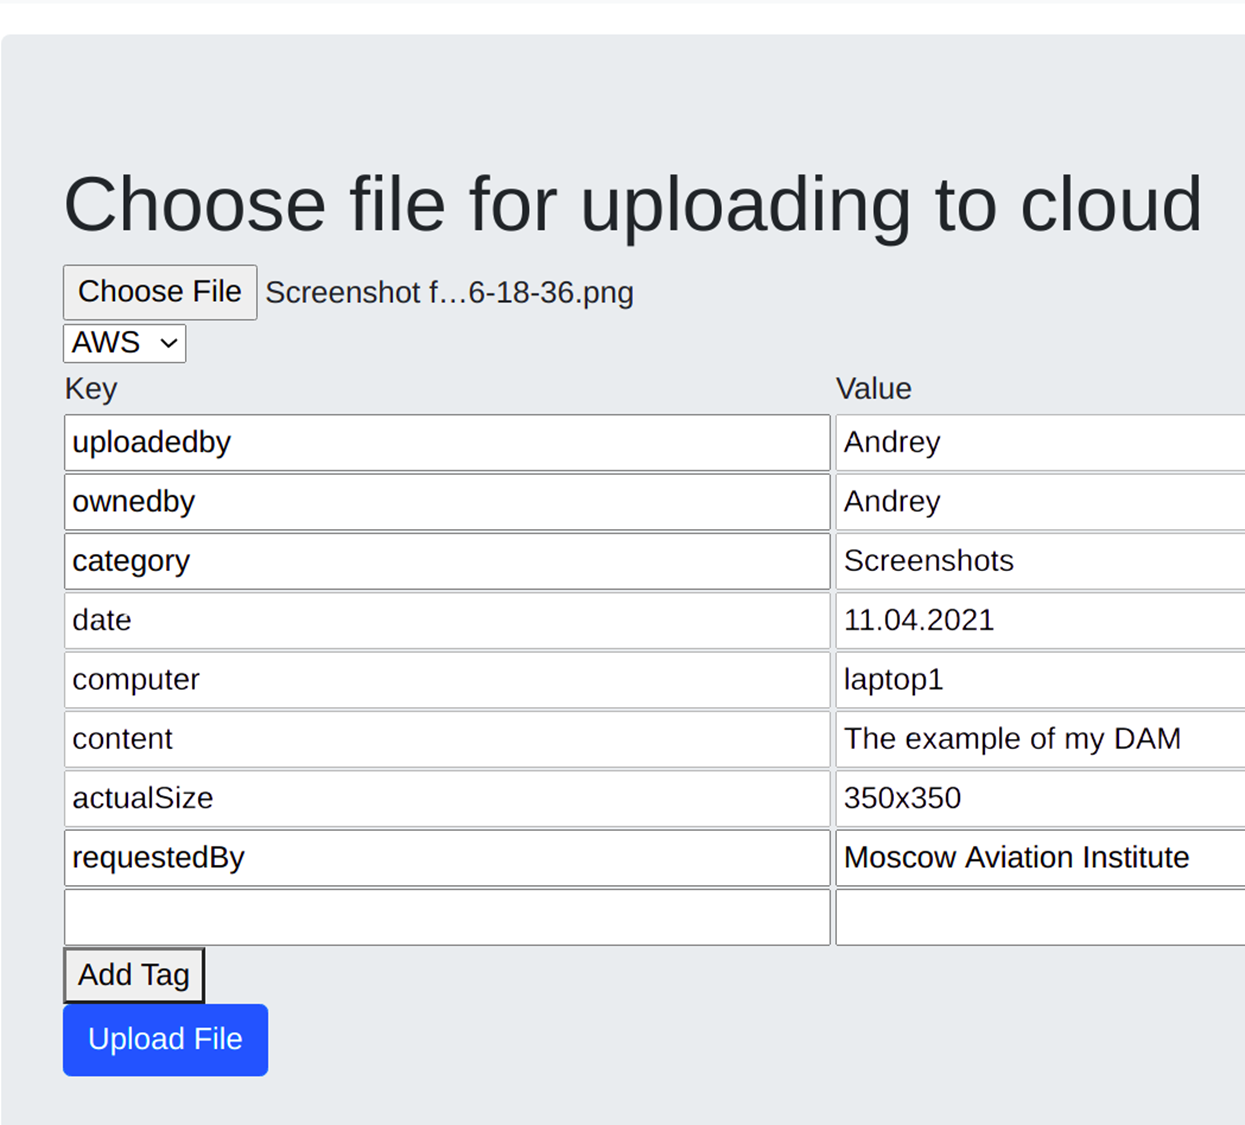 Choose file for uploading to cloud
Choose File Screenshot f...6-18-36.png
AWS
Key Value
uploadedby Andrey
ownedby Andrey
category Screenshots
date 11.04.2021
computer laptop1
content The example of my DAM
actualSize 350x350
requestedBy Moscow Aviation Institute
Add Tag
Upload File